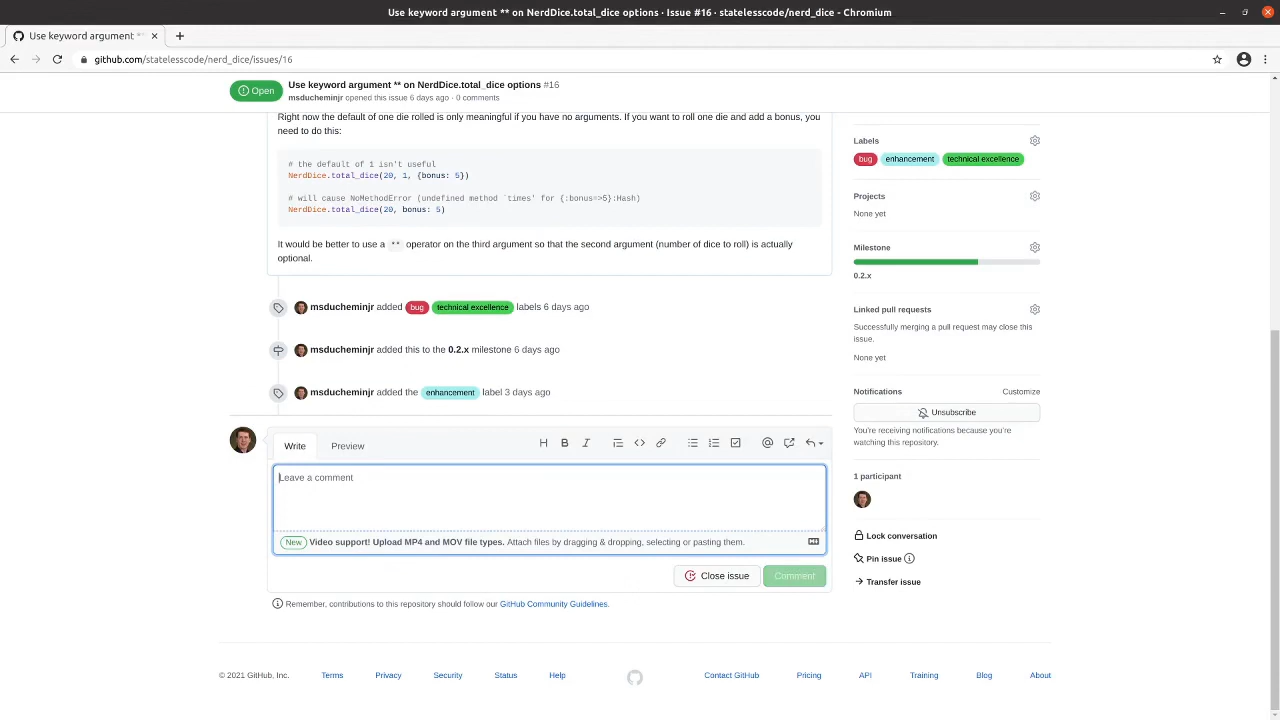 Use keyword argument ** on NerdDice.total_dice options · Issue #16 · statelesscode/nerd_dice - Chromium
Use keyword argument **
github.com/statelesscode/nerd_dice/issues/16
Open
Use keyword argument ** on NerdDice.total_dice options #16
msducheminjr opened this issue 6 days ago · 0 comments
Right now the default of one die rolled is only meaningful if you have no arguments. If you want to roll one die and add a bonus, you
need to do this:
# the default of 1 isn't useful
NerdDice.total_dice(20, 1, {bonus: 5})
# will cause NoMethodError (undefined method `times' for {:bonus=>5}:Hash)
NerdDice.total_dice(20, bonus: 5)
It would be better to use a ** operator on the third argument so that the second argument (number of dice to roll) is actually
optional.
msducheminjr added bug technical excellence labels 6 days ago
msducheminjr added this to the 0.2.x milestone 6 days ago
msducheminjr added the enhancement label 3 days ago
Write
Preview
Leave a comment
New Video support! Upload MP4 and MOV file types. Attach files by dragging & dropping, selecting or pasting them.
Close issue
Comment
Remember, contributions to this repository should follow our GitHub Community Guidelines.
Labels
bug enhancement technical excellence
Projects
None yet
Milestone
0.2.x
Linked pull requests
Successfully merging a pull request may close this
issue.
None yet
Notifications
Customize
Unsubscribe
You're receiving notifications because you're
watching this repository.
1 participant
Lock conversation
Pin issue
Transfer issue
© 2021 GitHub, Inc.
Terms
Privacy
Security
Status
Help
Contact GitHub
Pricing
API
Training
Blog
About